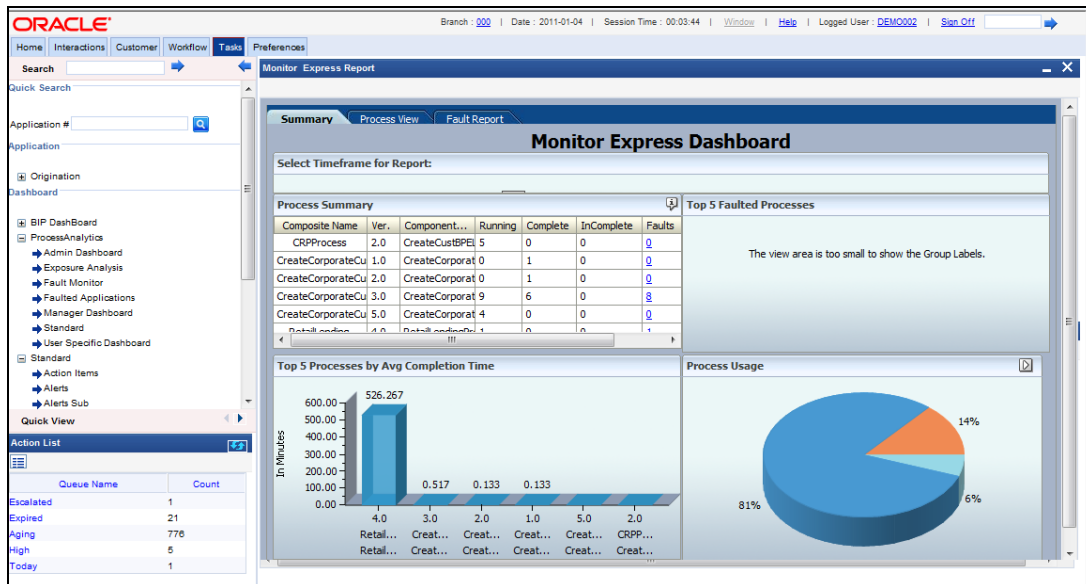 ORACLE
Branch : 000 | Date : 2011-01-04 | Session Time : 00:03:44 | Window | Help | Logged User : DEMO002 | Sign Off
Home Interactions Customer Workflow Tasks Preferences
Search
Quick Search
Application #
Application
Origination
Dashboard
BIP DashBoard
ProcessAnalytics
Admin Dashboard
Exposure Analysis
Fault Monitor
Faulted Applications
Manager Dashboard
Standard
User Specific Dashboard
Standard
Action Items
Alerts
Alerts Sub
Quick View
Action List
Queue Name Count
Escalated 1
Expired 21
Aging 776
High 5
Today 1
Monitor Express Report
Summary Process View Fault Report
Monitor Express Dashboard
Select Timeframe for Report:
Process Summary
Composite Name Ver. Component... Running Complete InComplete Faults
CRPProcess 2.0 CreateCustBPEL 5 0 0 0
CreateCorporateCu 1.0 CreateCorporat 0 1 0 0
CreateCorporateCu 2.0 CreateCorporat 0 1 0 0
CreateCorporateCu 3.0 CreateCorporat 9 6 0 8
CreateCorporateCu 5.0 CreateCorporat 4 0 0 0
RetailLending 4.0 RetailLendingPr 1 0 0 1
Top 5 Faulted Processes
The view area is too small to show the Group Labels.
Top 5 Processes by Avg Completion Time
In Minutes
600.00
500.00
400.00
300.00
200.00
100.00
0.00
526.267 0.517 0.133 0.133
4.0 3.0 2.0 1.0 5.0 2.0
Retail... Creat... Creat... Creat... Creat... CRPP...
Retail... Creat... Creat... Creat... Creat... Creat...
Process Usage
14%
6%
81%